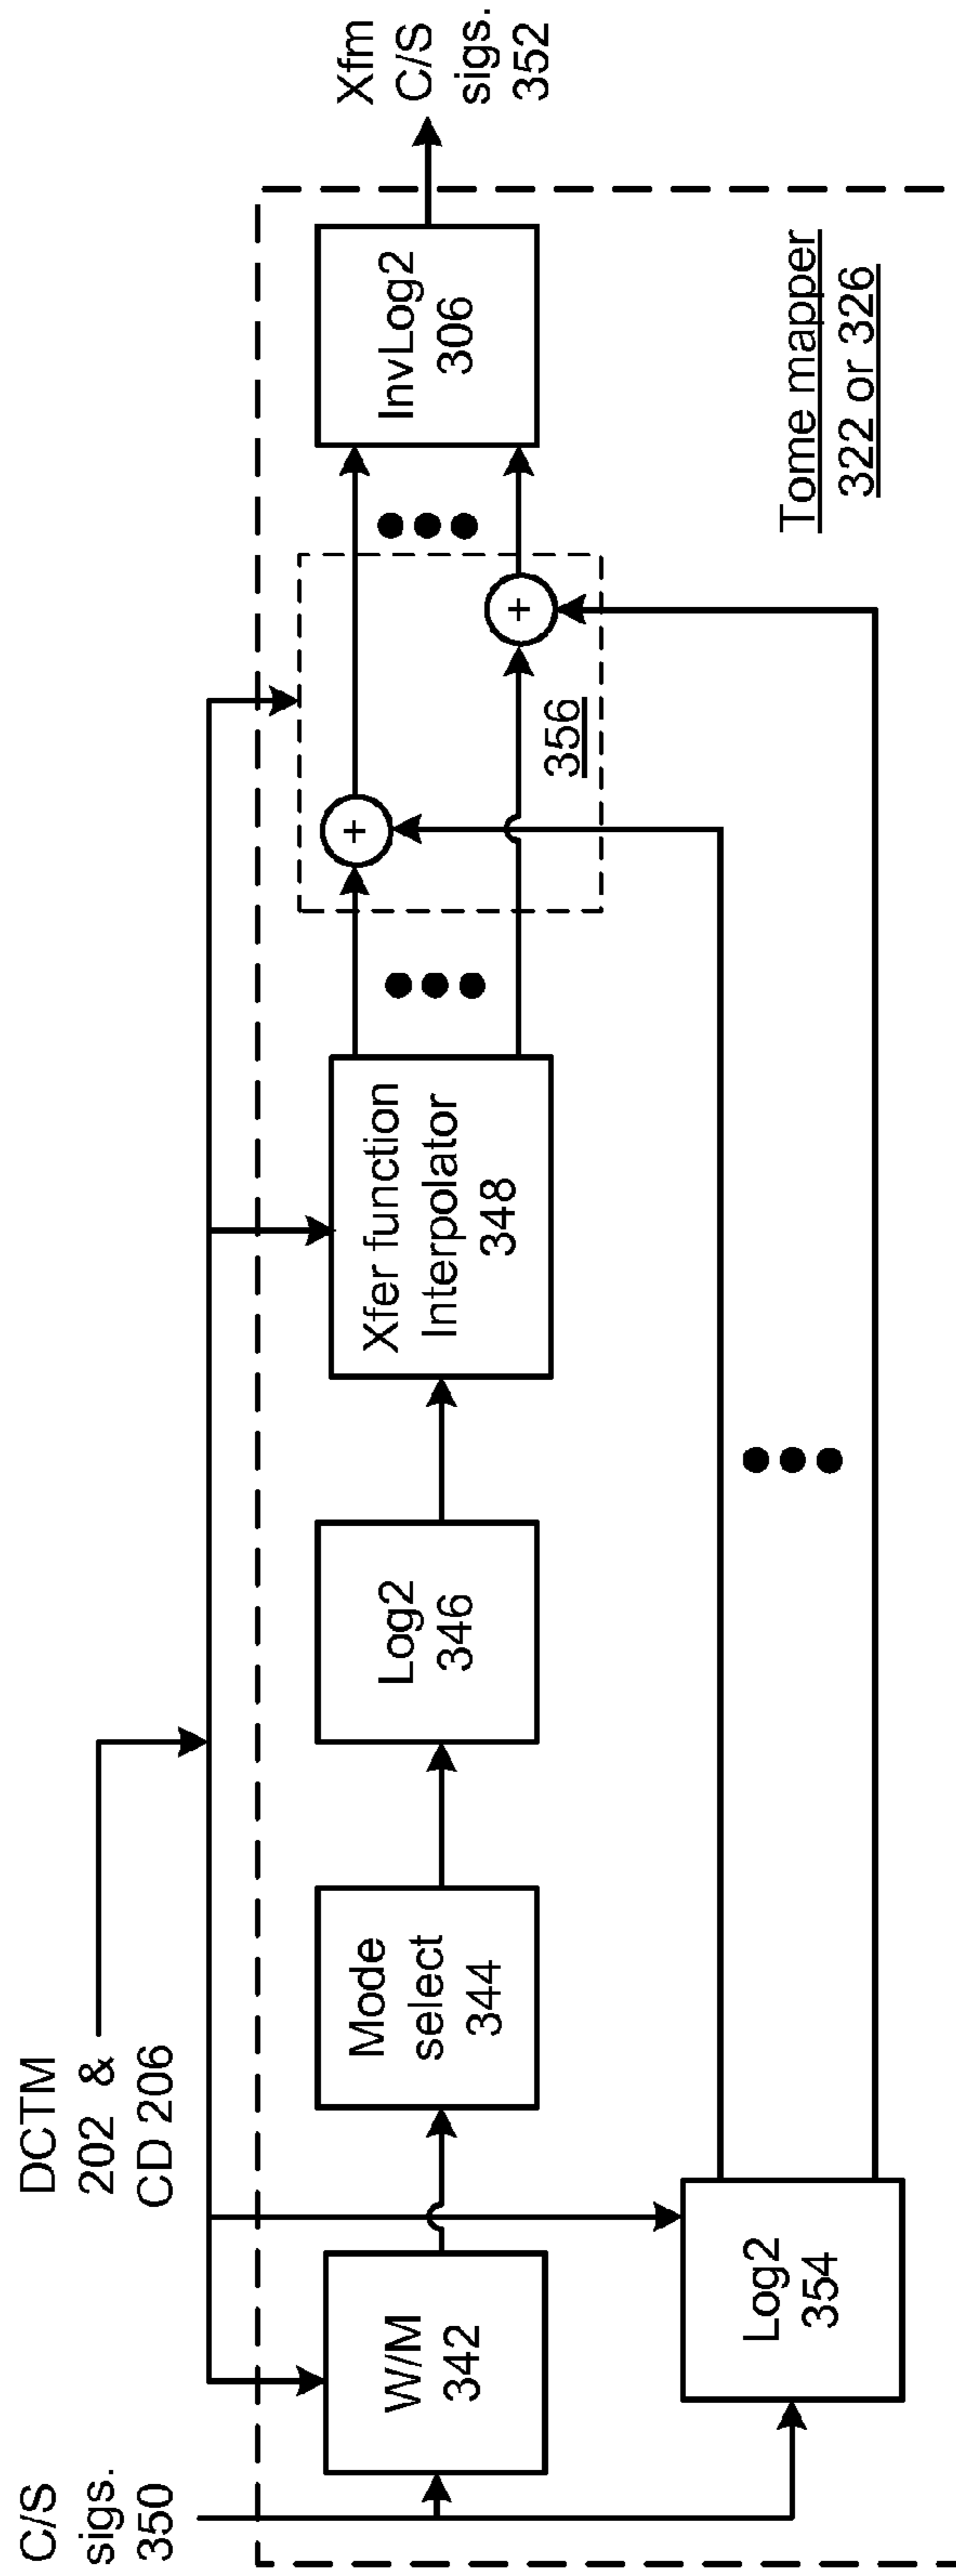 DCTM
202 &
CD 206
C/S
sigs.
350
W/M
342
Mode
select
344
Log2
346
Xfer function
Interpolator
348
+
+
356
InvLog2
306
Xfm
C/S
sigs.
352
Log2
354
Tome mapper
322 or 326